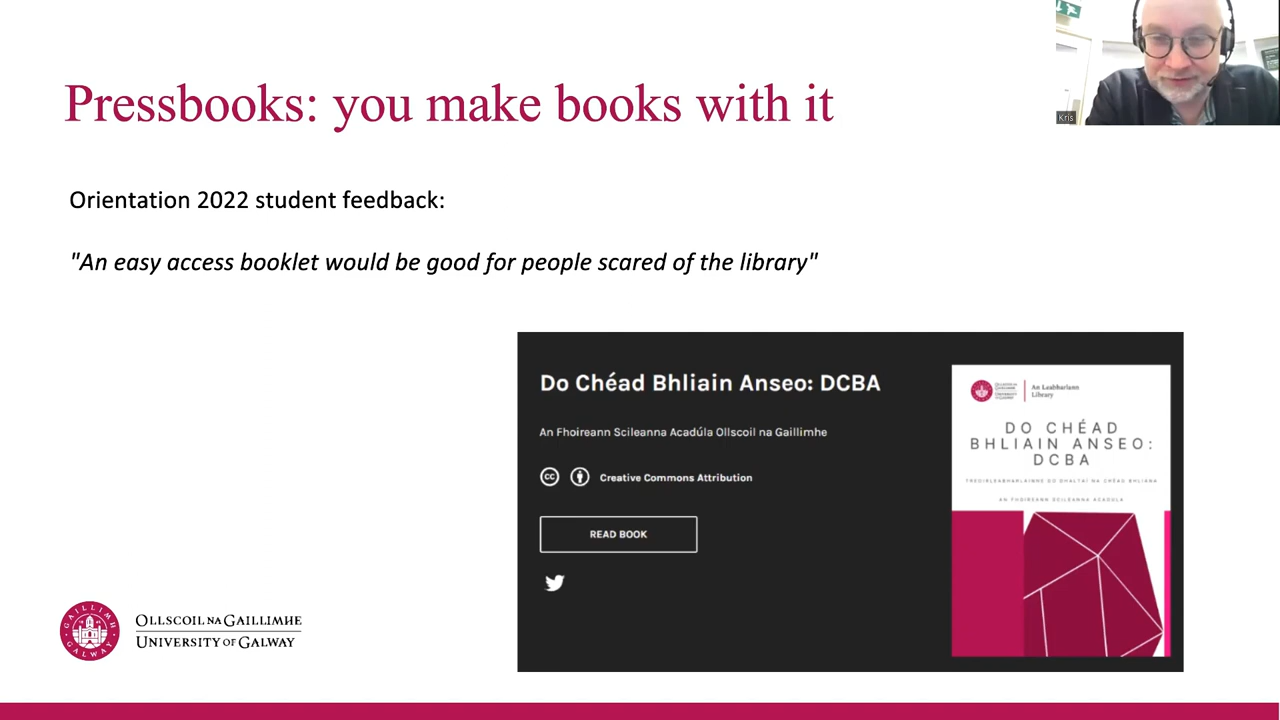 Pressbooks: you make books with it
Kris
Orientation 2022 student feedback:
"An easy access booklet would be good for people scared of the library"
Do Chéad Bhliain Anseo: DCBA
An Fhoireann Scileanna Acadúla Ollscoil na Gaillimhe
Creative Commons Attribution
READ BOOK
An Leabharlann
Library
DO CHÉAD
BHLIAIN ANSEO:
DCBA
AN FHOIREANN SCILEANNA ACADÚLA
GAILLIMH
GALWAY
OLLSCOIL NA GAILLIMHE
UNIVERSITY OF GALWAY